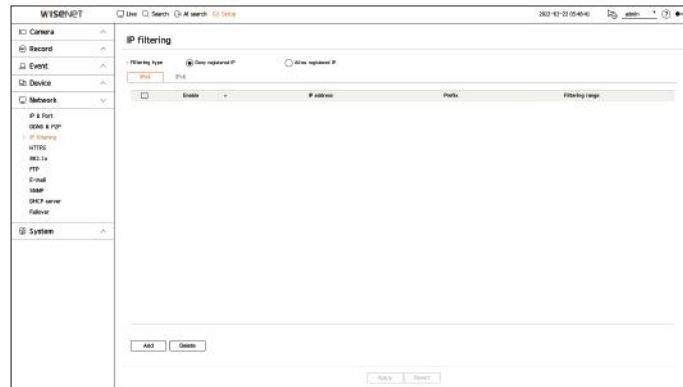 WISENET
Live Search AI search Setup
2022-03-22 05:48:41 admin
Camera
Record
Event
Device
Network
IP & Port
DDNS & P2P
IP filtering
HTTPS
802.1x
FTP
E-mail
SNMP
DHCP server
Failover
System
IP filtering
Filtering type Deny registered IP Allow registered IP
IPv4 IPv6
Enable IP address Prefix Filtering range
Add Delete
Apply Revert